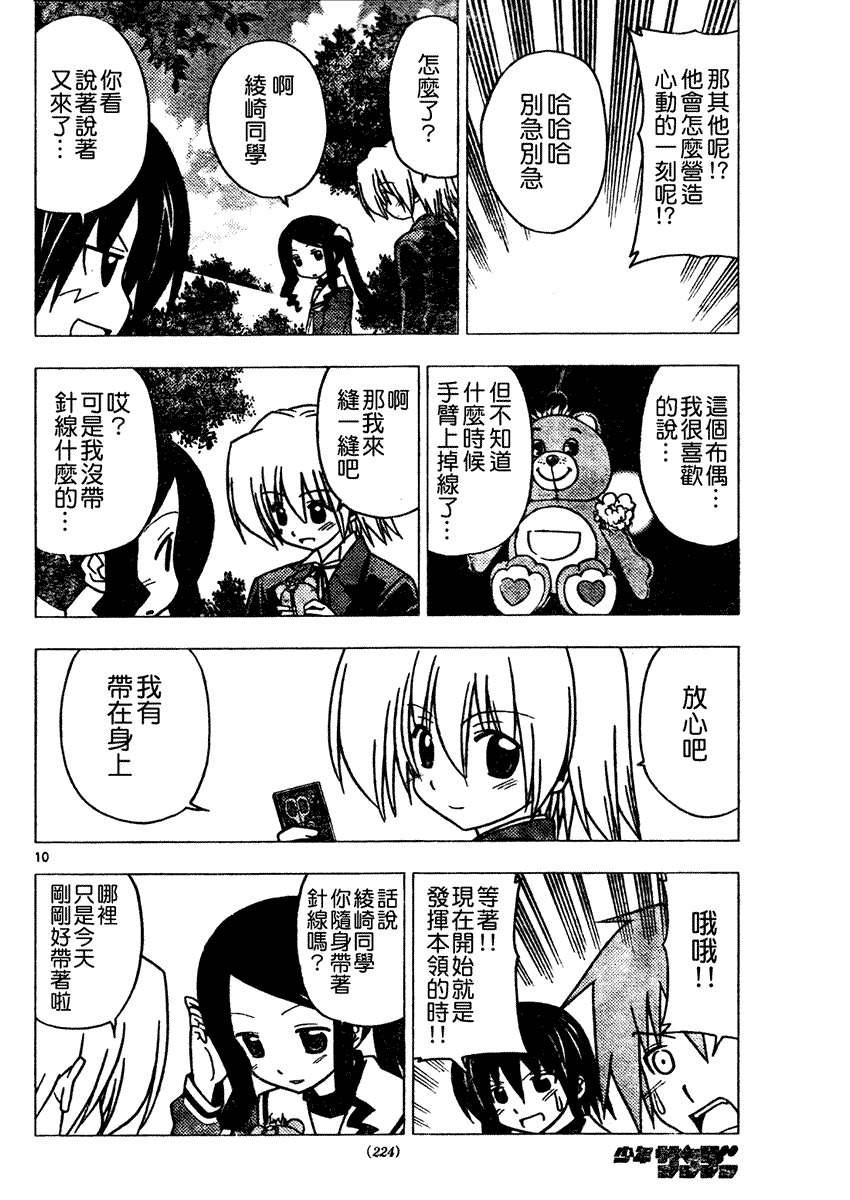 那其他呢!?
他會怎麼營造
心動的一刻呢!?
哈哈哈
別急別急
怎麼了?
啊
綾崎同學
你看
說著說著
又來了…
這個布偶…
我很喜歡
的說…
但不知道
什麼時候
手臂上掉線了…
啊
那我來
縫一縫吧
哎?
可是我沒帶
針線什麼的…
放心吧
我有
帶在身上
10
哦哦!!
等著!!
現在開始就是
發揮本領的時!!
話說
綾崎同學
你隨身帶著
針線嗎?
哪裡
只是今天
剛剛好帶著啦
(224)
少年サンデー